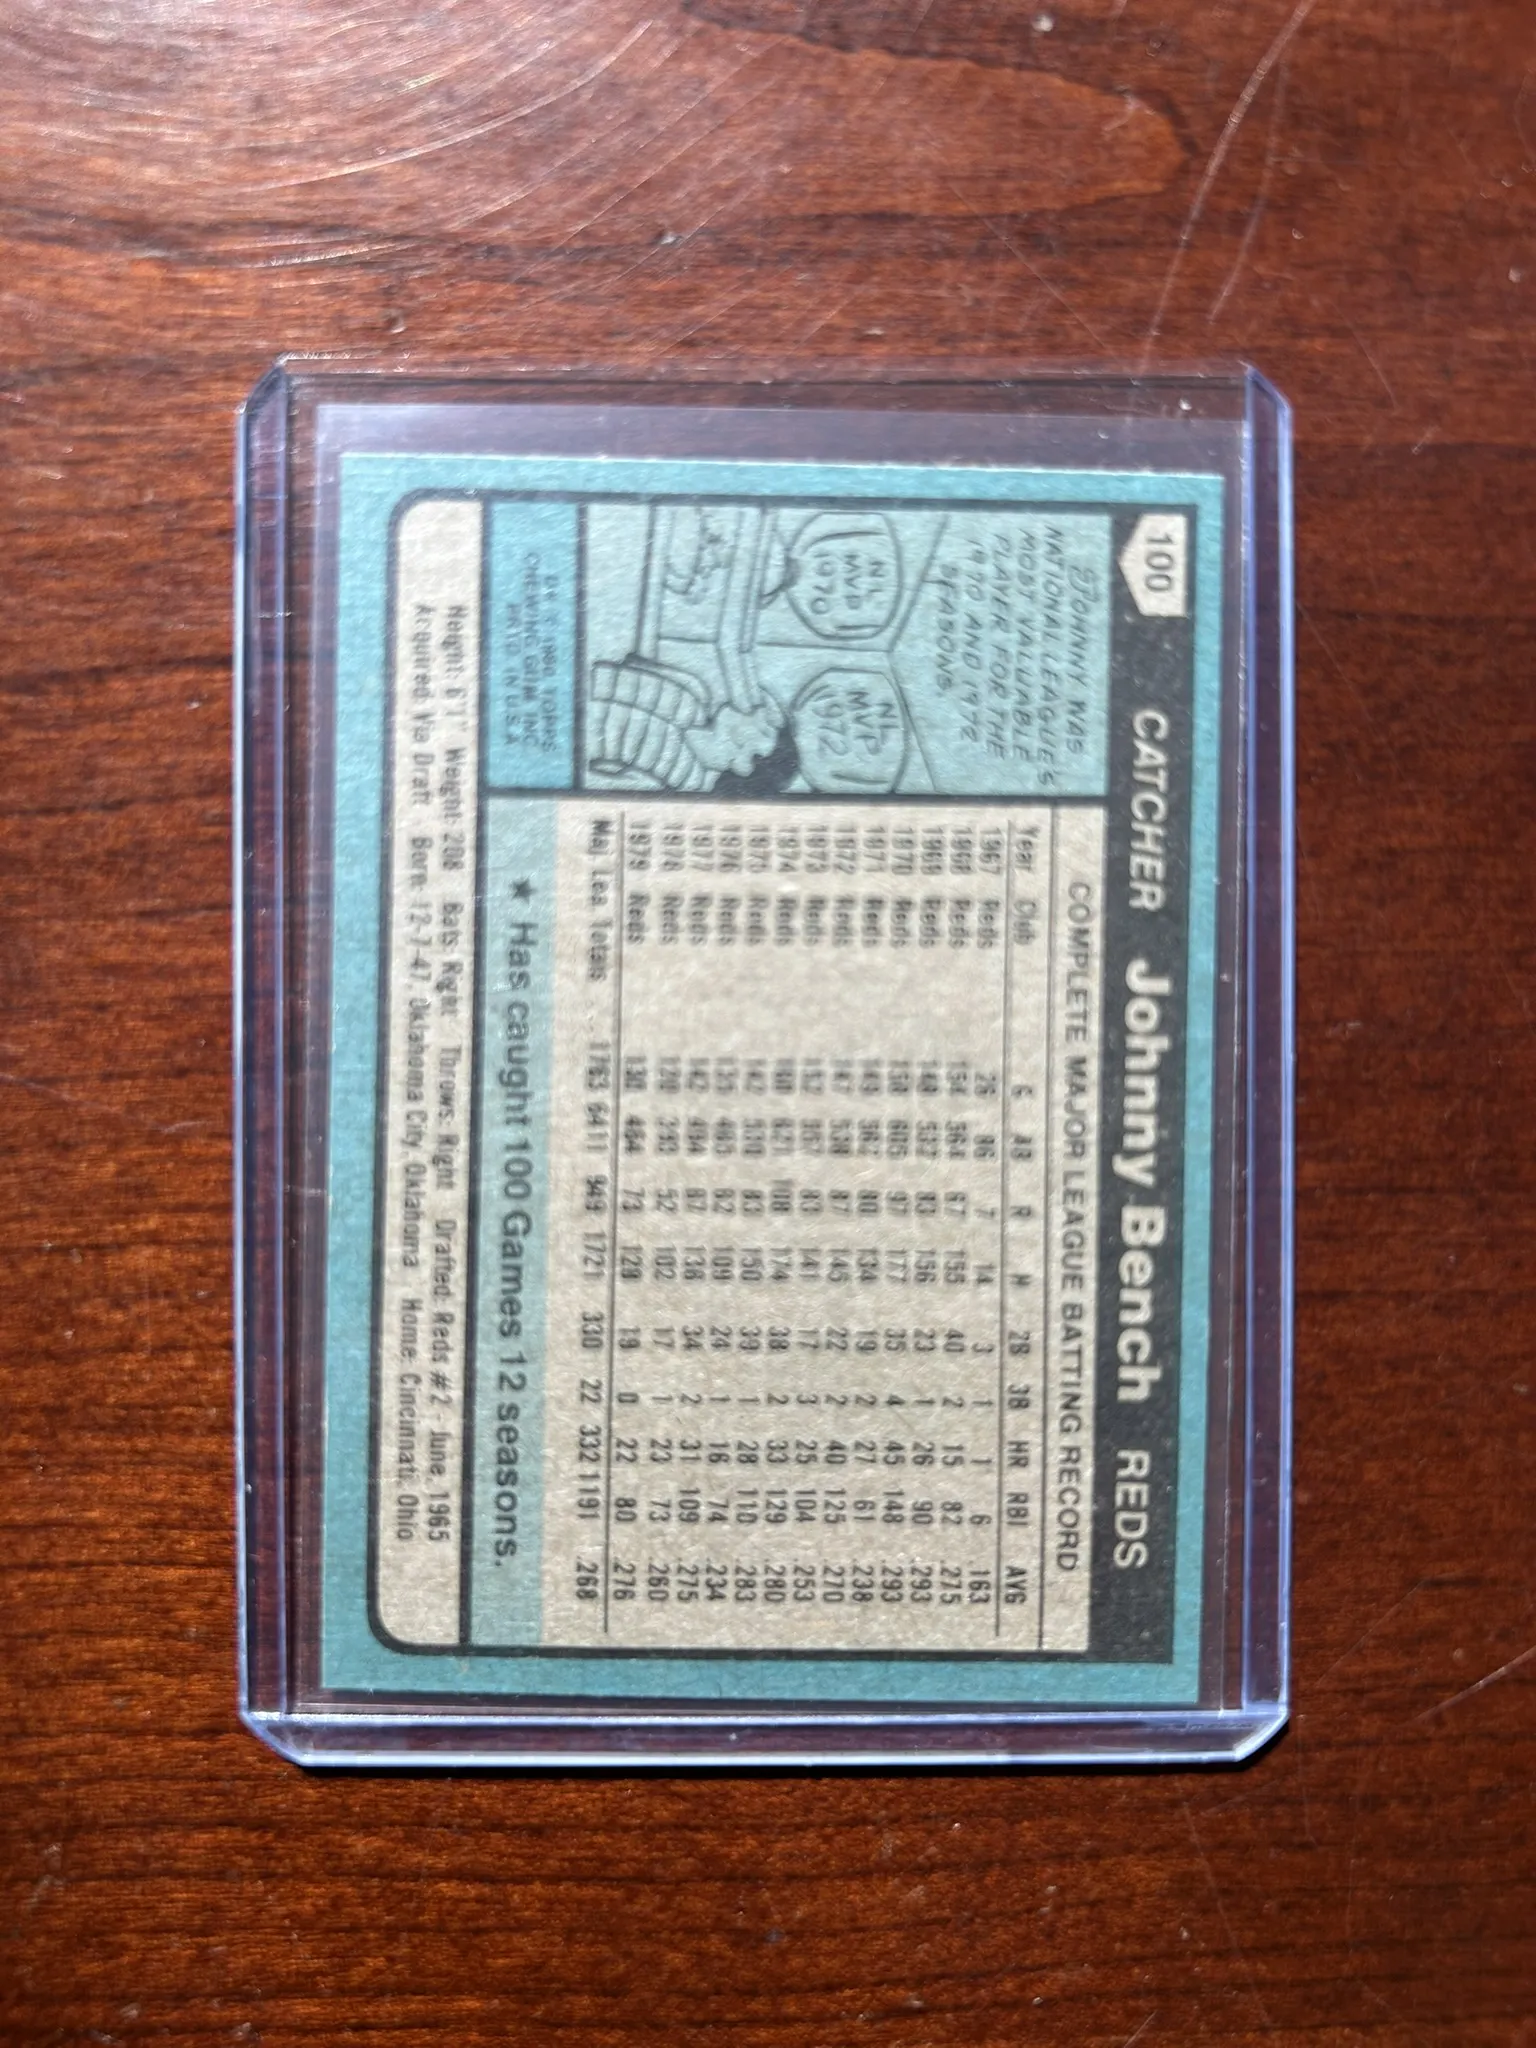 100
CATCHER Johnny Bench REDS
JOHNNY WAS
NATIONAL LEAGUE'S
MOST VALUABLE
PLAYER FOR THE
1970 AND 1972
SEASONS.
NL
MVP
1970
NL
MVP
1972
©1980 TOPPS
CHEWING GUM INC.
PRTD. IN U.S.A.
COMPLETE MAJOR LEAGUE BATTING RECORD
Year Club G AB R H 2B 3B HR RBI AVG
1967 Reds 26 86 7 14 3 1 1 6 .163
1968 Reds 154 564 67 155 40 2 15 82 .275
1969 Reds 148 532 83 156 23 1 26 90 .293
1970 Reds 158 605 97 177 35 4 45 148 .293
1971 Reds 149 562 80 134 19 2 27 61 .238
1972 Reds 147 538 87 145 22 2 40 125 .270
1973 Reds 152 557 83 141 17 3 25 104 .253
1974 Reds 160 621 108 174 38 2 33 129 .280
1975 Reds 142 530 83 150 39 1 28 110 .283
1976 Reds 135 465 62 109 24 1 16 74 .234
1977 Reds 142 494 67 136 34 2 31 109 .275
1978 Reds 120 393 52 102 17 1 23 73 .260
1979 Reds 130 464 73 128 19 0 22 80 .276
Maj. Lea. Totals .. 1763 6411 949 1721 330 22 332 1191 .268
★ Has caught 100 Games 12 seasons.
Height: 6'1" Weight: 208 Bats: Right Throws: Right Drafted: Reds #2 - June, 1965
Acquired: Via Draft Born: 12-7-47, Oklahoma City, Oklahoma Home: Cincinnati, Ohio